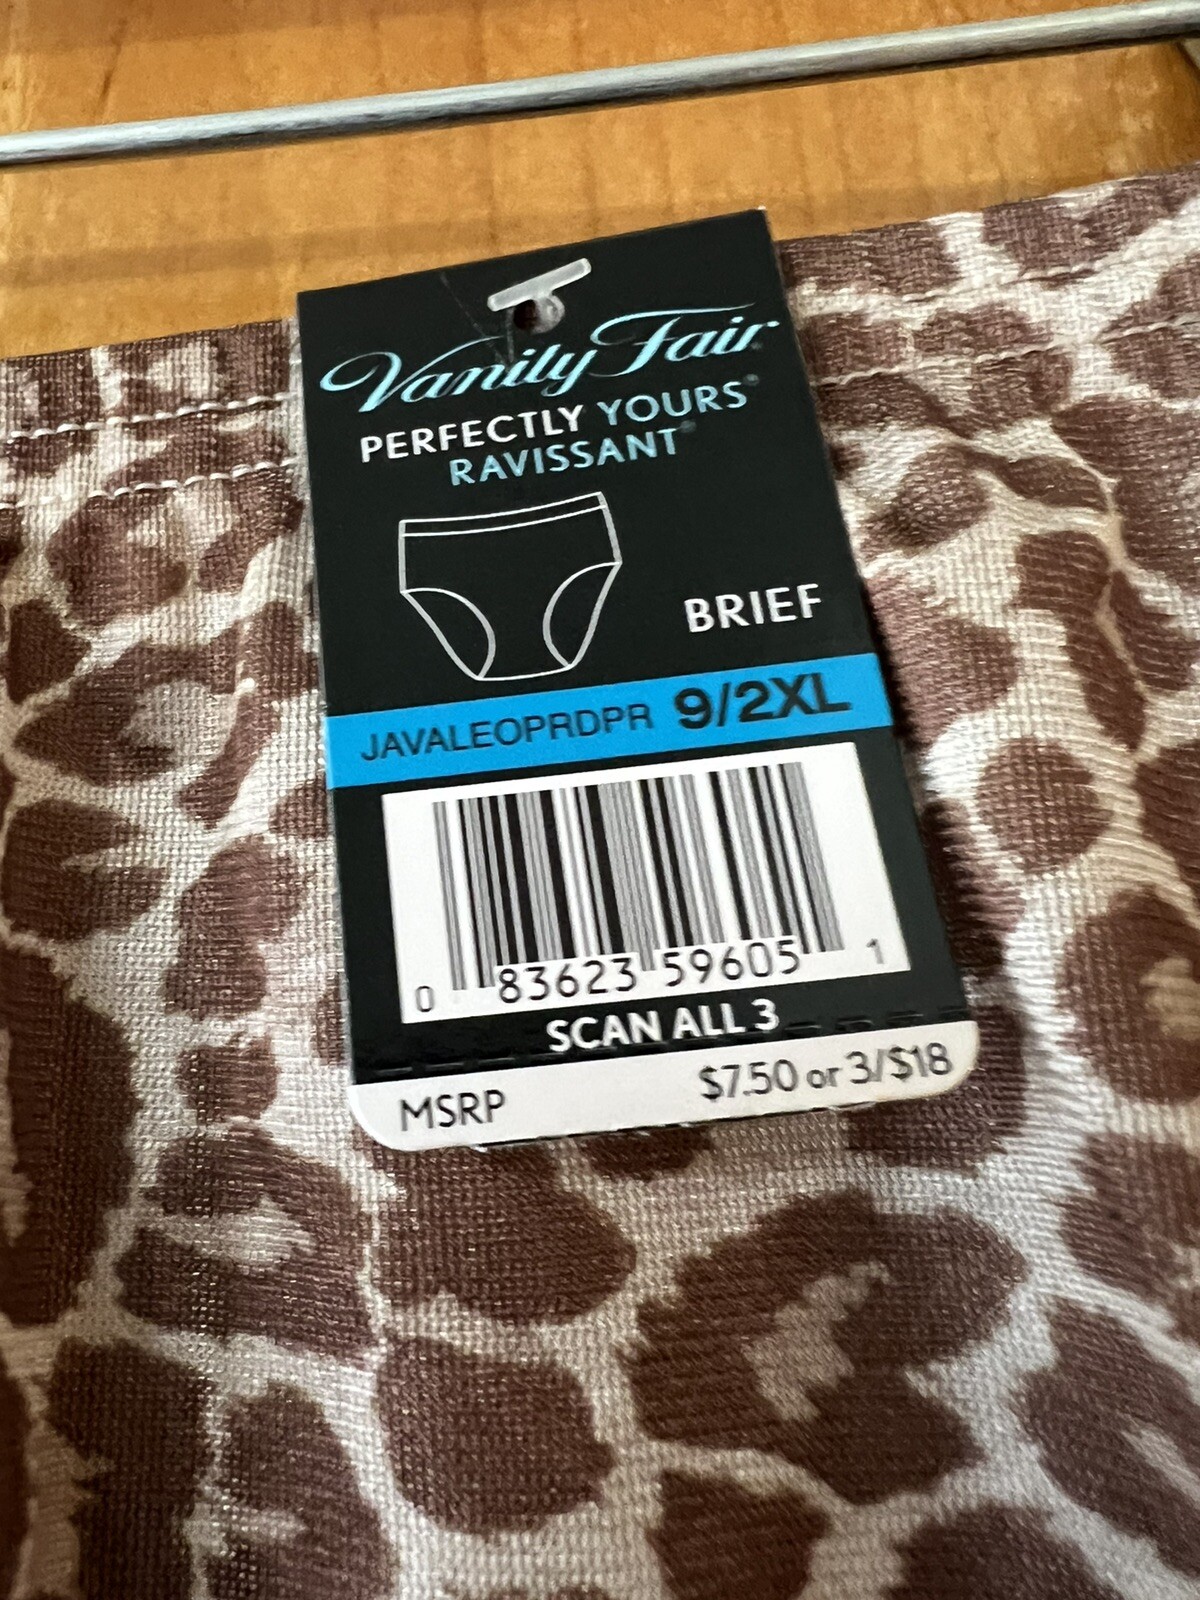 Vanity Fair®
PERFECTLY YOURS®
RAVISSANT®
BRIEF
JAVALEOPRDPR 9/2XL
0 83623 59605 1
SCAN ALL 3
MSRP $7.50 or 3/$18